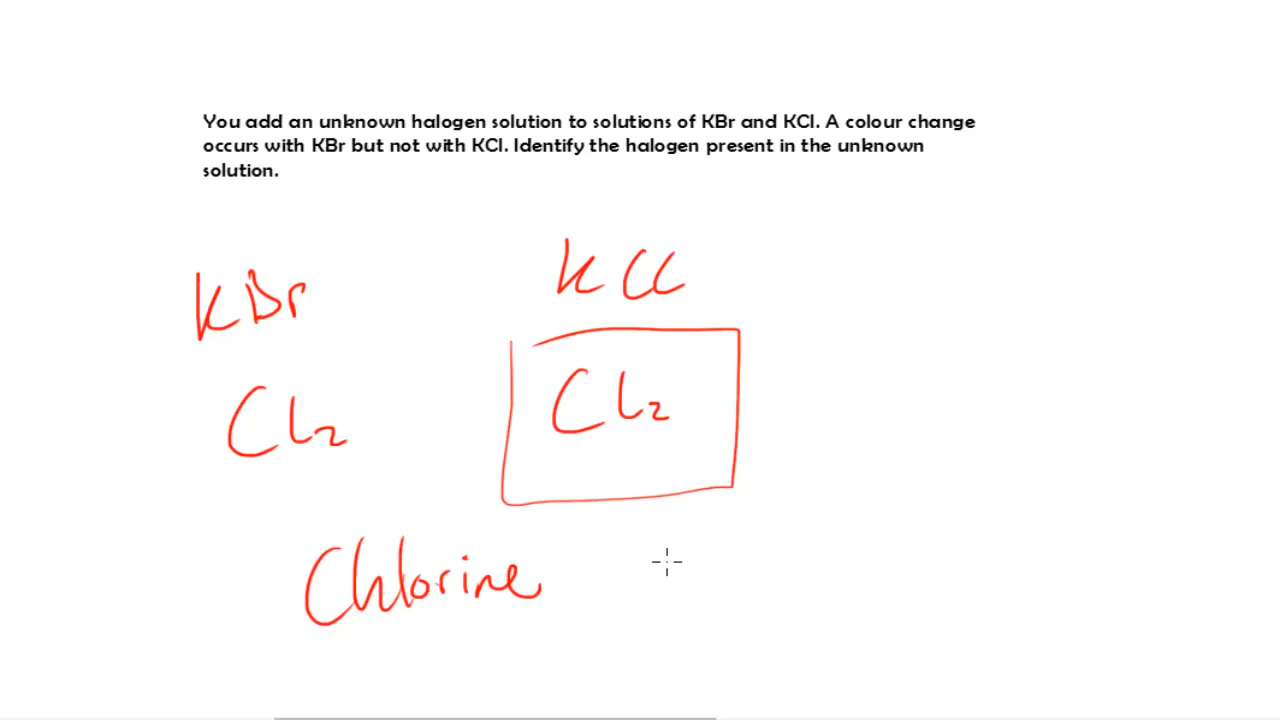 You add an unknown halogen solution to solutions of KBr and KCl. A colour change
occurs with KBr but not with KCl. Identify the halogen present in the unknown
solution.
KBr KCl
Cl₂ Cl₂
Chlorine